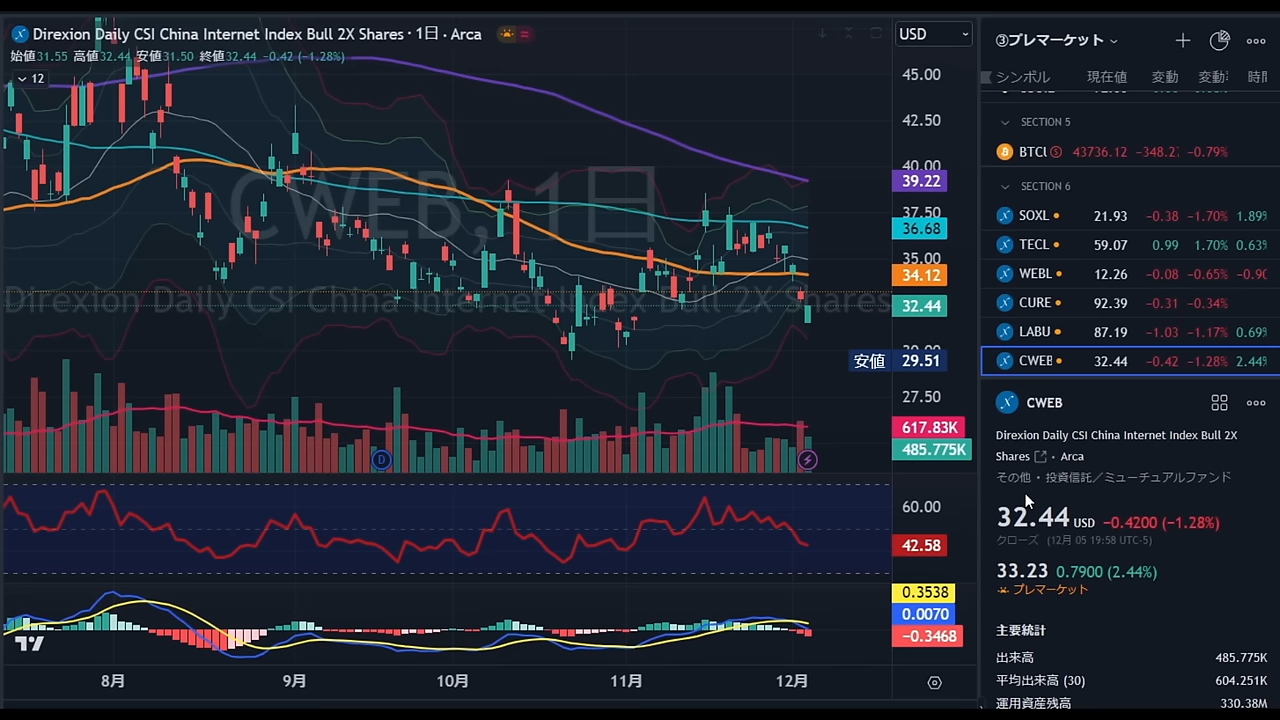 Direxion Daily CSI China Internet Index Bull 2X Shares · 1日 · Arca
始値31.55 高値32.44 安値31.50 終値32.44 -0.42 (-1.28%)
12
CWEB, 1日
Direxion Daily CSI China Internet Index Bull 2X Shares
USD
45.00
42.50
40.00
39.22
37.50
36.68
35.00
34.12
32.44
30.00
安値 29.51
27.50
617.83K
485.775K
D
60.00
42.58
0.3538
0.0070
-0.3468
8月 9月 10月 11月 12月
③プレマーケット
シンボル 現在値 変動 変動
SECTION 5
BTCU 43736.12 -348.2 -0.79%
SECTION 6
SOXL 21.93 -0.38 -1.70% 1.89%
TECL 59.07 0.99 1.70% 0.63%
WEBL 12.26 -0.08 -0.65% -0.90
CURE 92.39 -0.31 -0.34%
LABU 87.19 -1.03 -1.17% 0.69%
CWEB 32.44 -0.42 -1.28% 2.44%
CWEB
Direxion Daily CSI China Internet Index Bull 2X
Shares · Arca
その他 · 投資信託／ミューチュアルファンド
32.44 USD -0.4200 (-1.28%)
クローズ (12月 05 19:58 UTC-5)
33.23 0.7900 (2.44%)
プレマーケット
主要統計
出来高 485.775K
平均出来高 (30) 604.251K
運用資産残高 330.38M